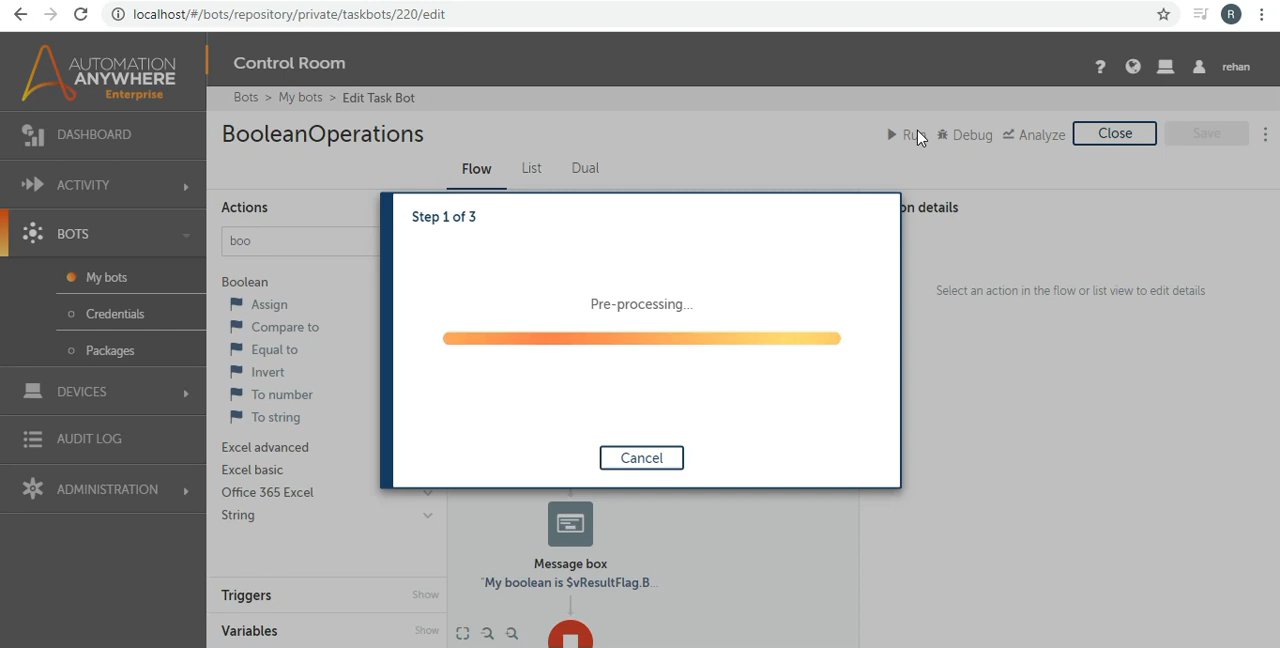 localhost/#/bots/repository/private/taskbots/220/edit
R
AUTOMATION
ANYWHERE
Enterprise
Control Room
rehan
Bots > My bots > Edit Task Bot
BooleanOperations
Run
Debug
Analyze
Close
Save
Flow
List
Dual
DASHBOARD
ACTIVITY
BOTS
My bots
Credentials
Packages
DEVICES
AUDIT LOG
ADMINISTRATION
Actions
boo
Boolean
Assign
Compare to
Equal to
Invert
To number
To string
Excel advanced
Excel basic
Office 365 Excel
String
Triggers
Show
Variables
Show
Step 1 of 3
Pre-processing...
Cancel
Message box
"My boolean is $vResultFlag.B...
on details
Select an action in the flow or list view to edit details